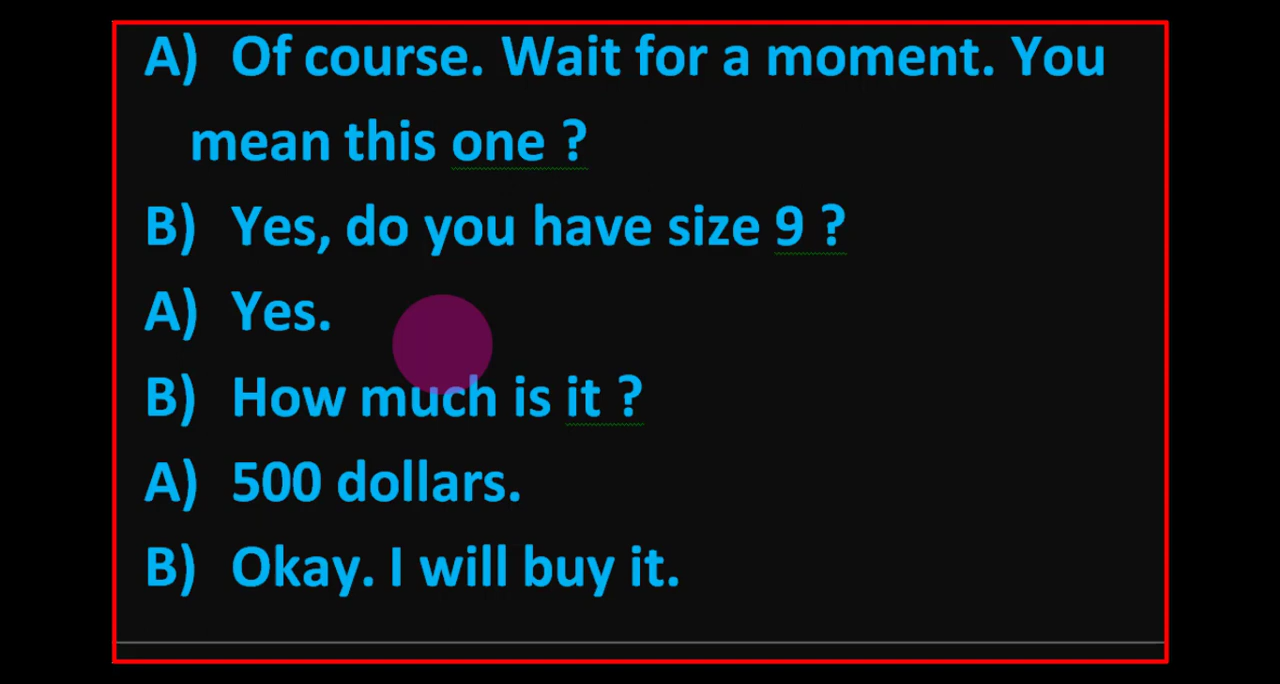 A) Of course. Wait for a moment. You
mean this one ?
B) Yes, do you have size 9 ?
A) Yes.
B) How much is it ?
A) 500 dollars.
B) Okay. I will buy it.